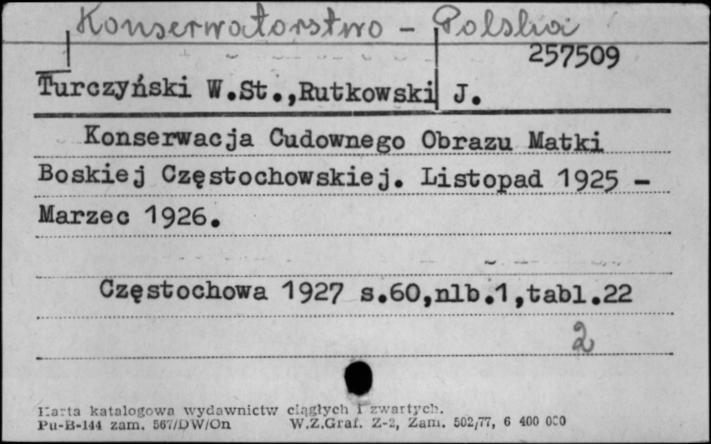 Konserwatorstwo - Polska
257509
Turczyński W.St.,Rutkowski J.
Konserwacja Cudownego Obrazu Matki
Boskiej Częstochowskiej. Listopad 1925 –
Marzec 1926.
Częstochowa 1927 s.60,nlb.1,tabl.22
2
Karta katalogowa wydawnictw ciągłych i zwartych.
Pu-B-144 zam. 567/DW/On W.Z.Graf. Z-2, Zam. 502/77, 6 400 000